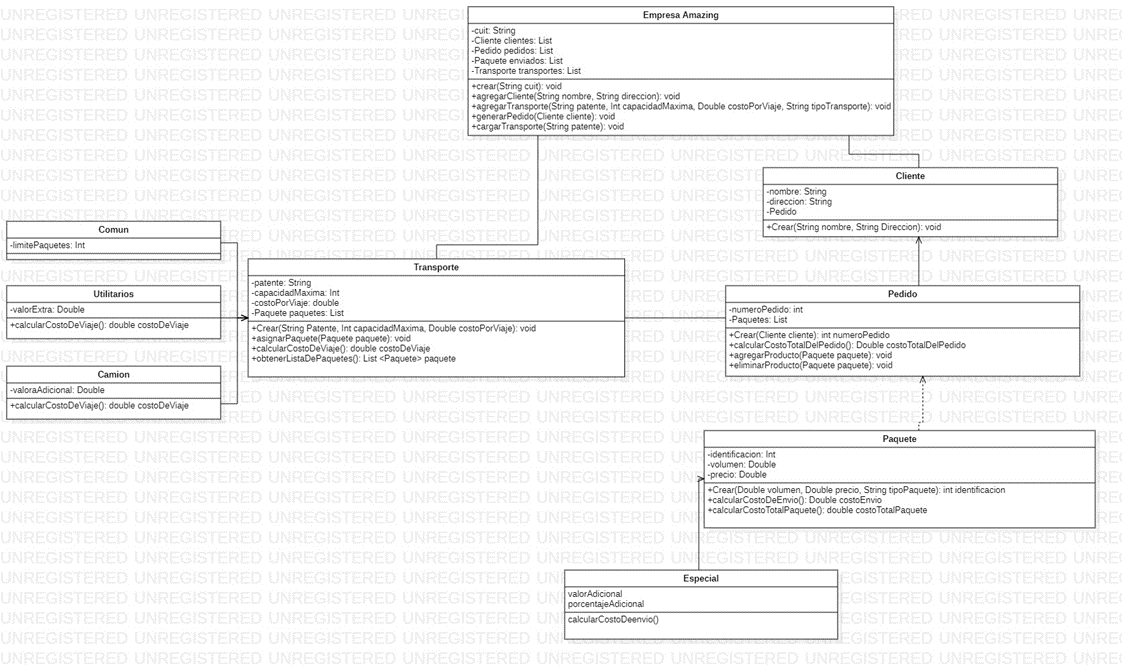 Empresa Amazing
-cuit: String
-Cliente clientes: List
-Pedido pedidos: List
-Paquete enviados: List
-Transporte transportes: List
+crear(String cuit): void
+agregarCliente(String nombre, String direccion): void
+agregarTransporte(String patente, Int capacidadMaxima, Double costoPorViaje, String tipoTransporte): void
+generarPedido(Cliente cliente): void
+cargarTransporte(String patente): void
Cliente
-nombre: String
-direccion: String
-Pedido
+Crear(String nombre, String Direccion): void
Comun
-limitePaquetes: Int
Utilitarios
-valorExtra: Double
+calcularCostoDeViaje(): double costoDeViaje
Camion
-valoraAdicional: Double
+calcularCostoDeViaje(): double costoDeViaje
Transporte
-patente: String
-capacidadMaxima: Int
-costoPorViaje: double
-Paquete paquetes: List
+Crear(String Patente, Int capacidadMaxima, Double costoPorViaje): void
+asignarPaquete(Paquete paquete): void
+calcularCostoDeViaje(): double costoDeViaje
+obtenerListaDePaquetes(): List <Paquete> paquete
Pedido
-numeroPedido: int
-Paquetes: List
+Crear(Cliente cliente): int numeroPedido
+calcularCostoTotalDelPedido(): Double costoTotalDelPedido
+agregarProducto(Paquete paquete): void
+eliminarProducto(Paquete paquete): void
Paquete
-identificacion: Int
-volumen: Double
-precio: Double
+Crear(Double volumen, Double precio, String tipoPaquete): int identificacion
+calcularCostoDeEnvio(): Double costoEnvio
+calcularCostoTotalPaquete(): double costoTotalPaquete
Especial
valorAdicional
porcentajeAdicional
calcularCostoDeenvio()